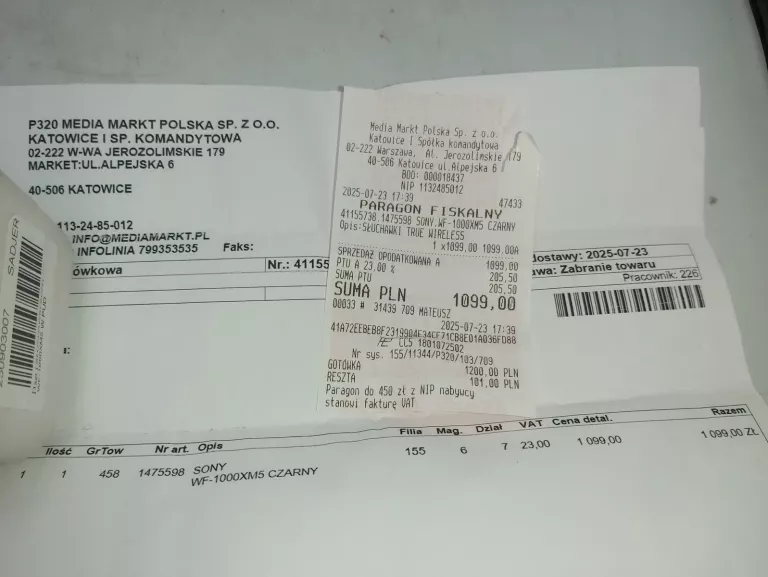 P320 MEDIA MARKT POLSKA SP. Z O.O.
KATOWICE I SP. KOMANDYTOWA
02-222 W-WA JEROZOLIMSKIE 179
MARKET:UL.ALPEJSKA 6
40-506 KATOWICE
113-24-85-012
INFO@MEDIAMARKT.PL
INFOLINIA 799353535 Faks:
ówkowa
Nr.: 41155
dostawy: 2025-07-23
awa: Zabranie towaru
Pracownik: 226
SADJER
230903007
Media Markt Polska Sp. z o.o.
Katowice I Spółka komandytowa
02-222 Warszawa, Al. Jerozolimskie 179
40-506 Katowice ul.Alpejska 6
BDO: 000018437
NIP 1132485012
2025-07-23 17:39 47433
PARAGON FISKALNY
41155738.1475598 SONY.WF-1000XM5 CZARNY
Opis:SŁUCHAWKI TRUE WIRELESS
1 x1099,00 1099,00A
SPRZEDAŻ OPODATKOWANA A 1099,00
PTU A 23,00 % 205,50
SUMA PTU 205,50
SUMA PLN 1099,00
00033 # 31439 709 MATEUSZ
2025-07-23 17:39
CCS 1801072502
Nr sys. 155/11344/P320/103/709
GOTÓWKA 1200,00 PLN
RESZTA 101,00 PLN
Paragon do 450 zł z NIP nabywcy
stanowi fakturę VAT
Ilość GrTow Nr art. Opis Filia Mag. Dział VAT Cena detal. Razem
1 1 458 1475598 SONY 155 6 7 23,00 1 099,00 1 099,00 ZŁ
WF-1000XM5 CZARNY